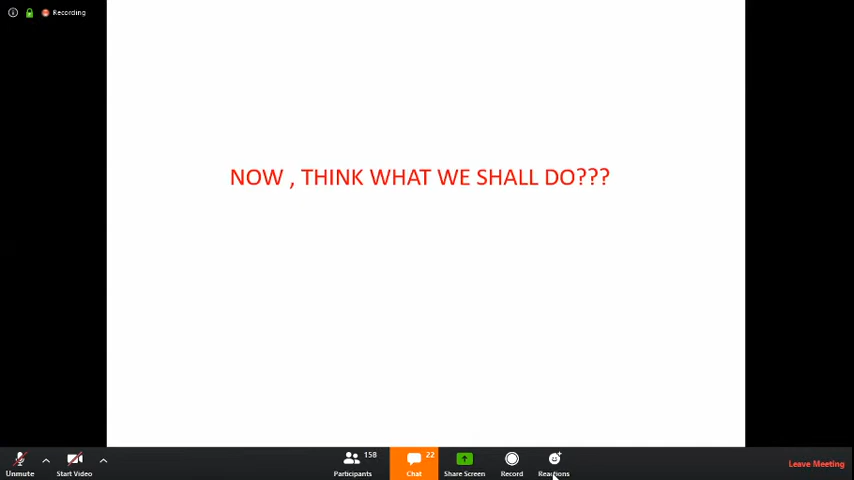 Recording
NOW , THINK WHAT WE SHALL DO???
158
22
Unmute
Start Video
Participants
Chat
Share Screen
Record
Reactions
Leave Meeting